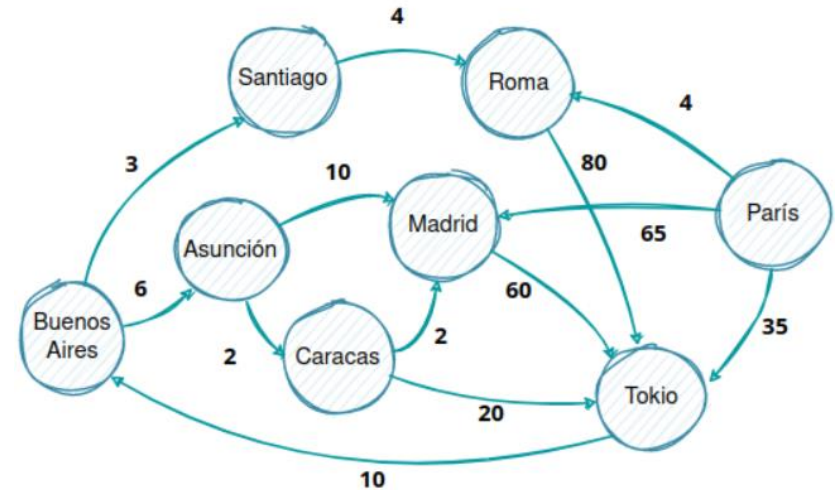 4
Santiago
Roma
4
3
10
80
Asunción
Madrid
París
65
6
60
Buenos
Aires
2
Caracas
2
35
20
Tokio
10